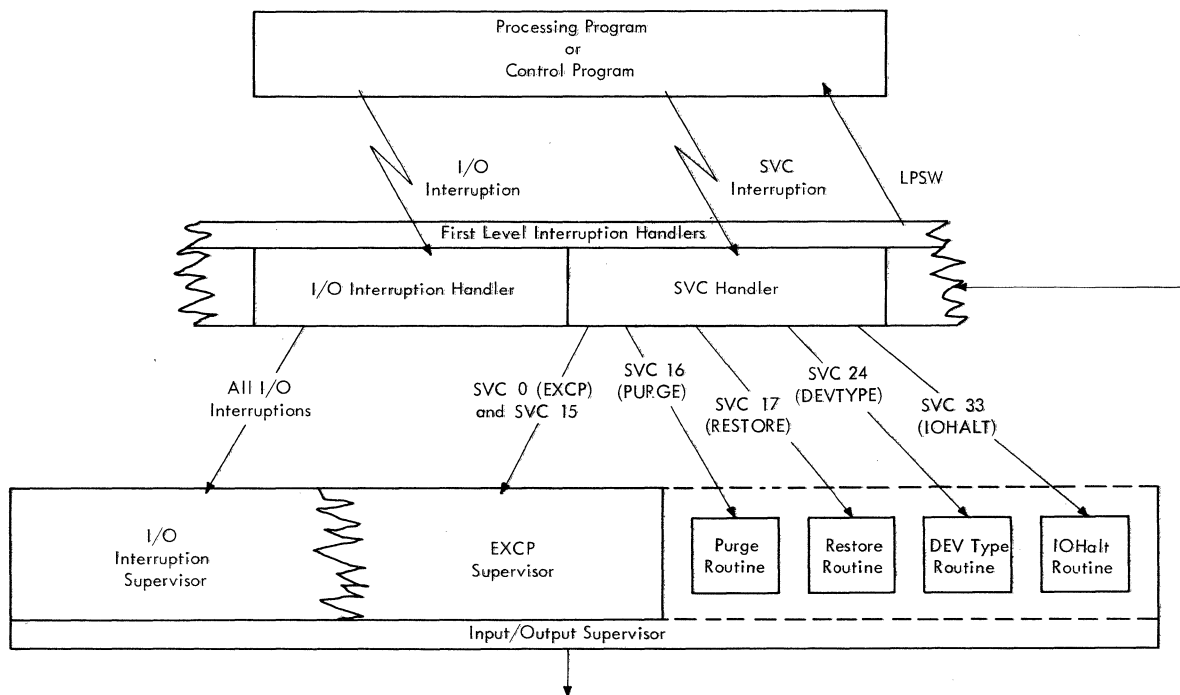 Processing Program
or
Control Program
I/O
Interruption
SVC
Interruption
LPSW
First Level Interruption Handlers
I/O Interruption Handler
SVC Handler
All I/O
Interruptions
SVC 0 (EXCP)
and SVC 15
SVC 16
(PURGE)
SVC 17
(RESTORE)
SVC 24
(DEVTYPE)
SVC 33
(IOHALT)
I/O
Interruption
Supervisor
EXCP
Supervisor
Purge
Routine
Restore
Routine
DEV Type
Routine
IOHalt
Routine
Input/Output Supervisor